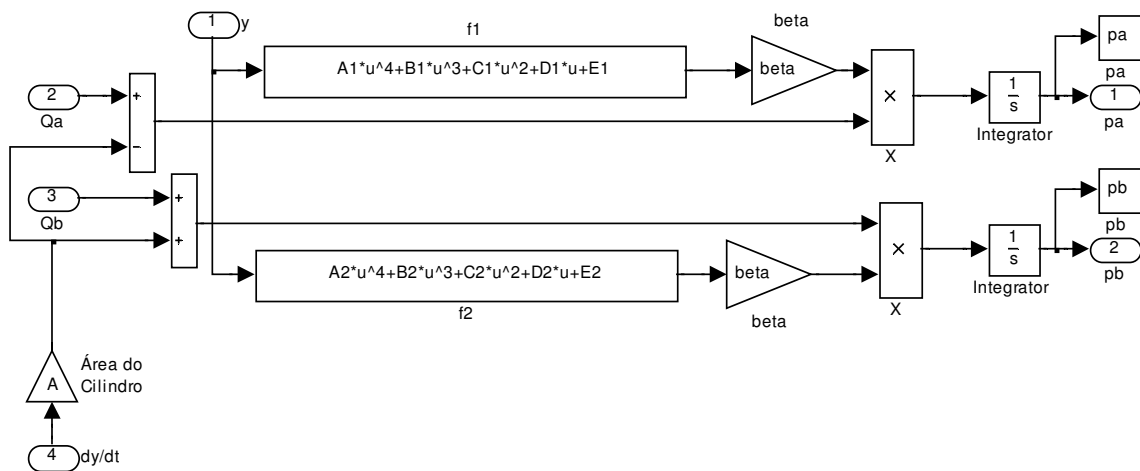 1
y
f1
A1*u^4+B1*u^3+C1*u^2+D1*u+E1
beta
beta
X
1
s
Integrator
pa
pa
1
pa
2
Qa
+
-
3
Qb
+
+
A2*u^4+B2*u^3+C2*u^2+D2*u+E2
f2
beta
beta
X
1
s
Integrator
pb
pb
2
pb
A
Área do
Cilindro
4
dy/dt